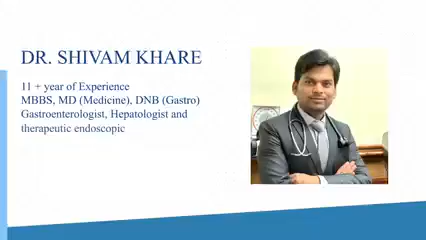 DR. SHIVAM KHARE
11 + year of Experience
MBBS, MD (Medicine), DNB (Gastro)
Gastroenterologist, Hepatologist and
therapeutic endoscopic